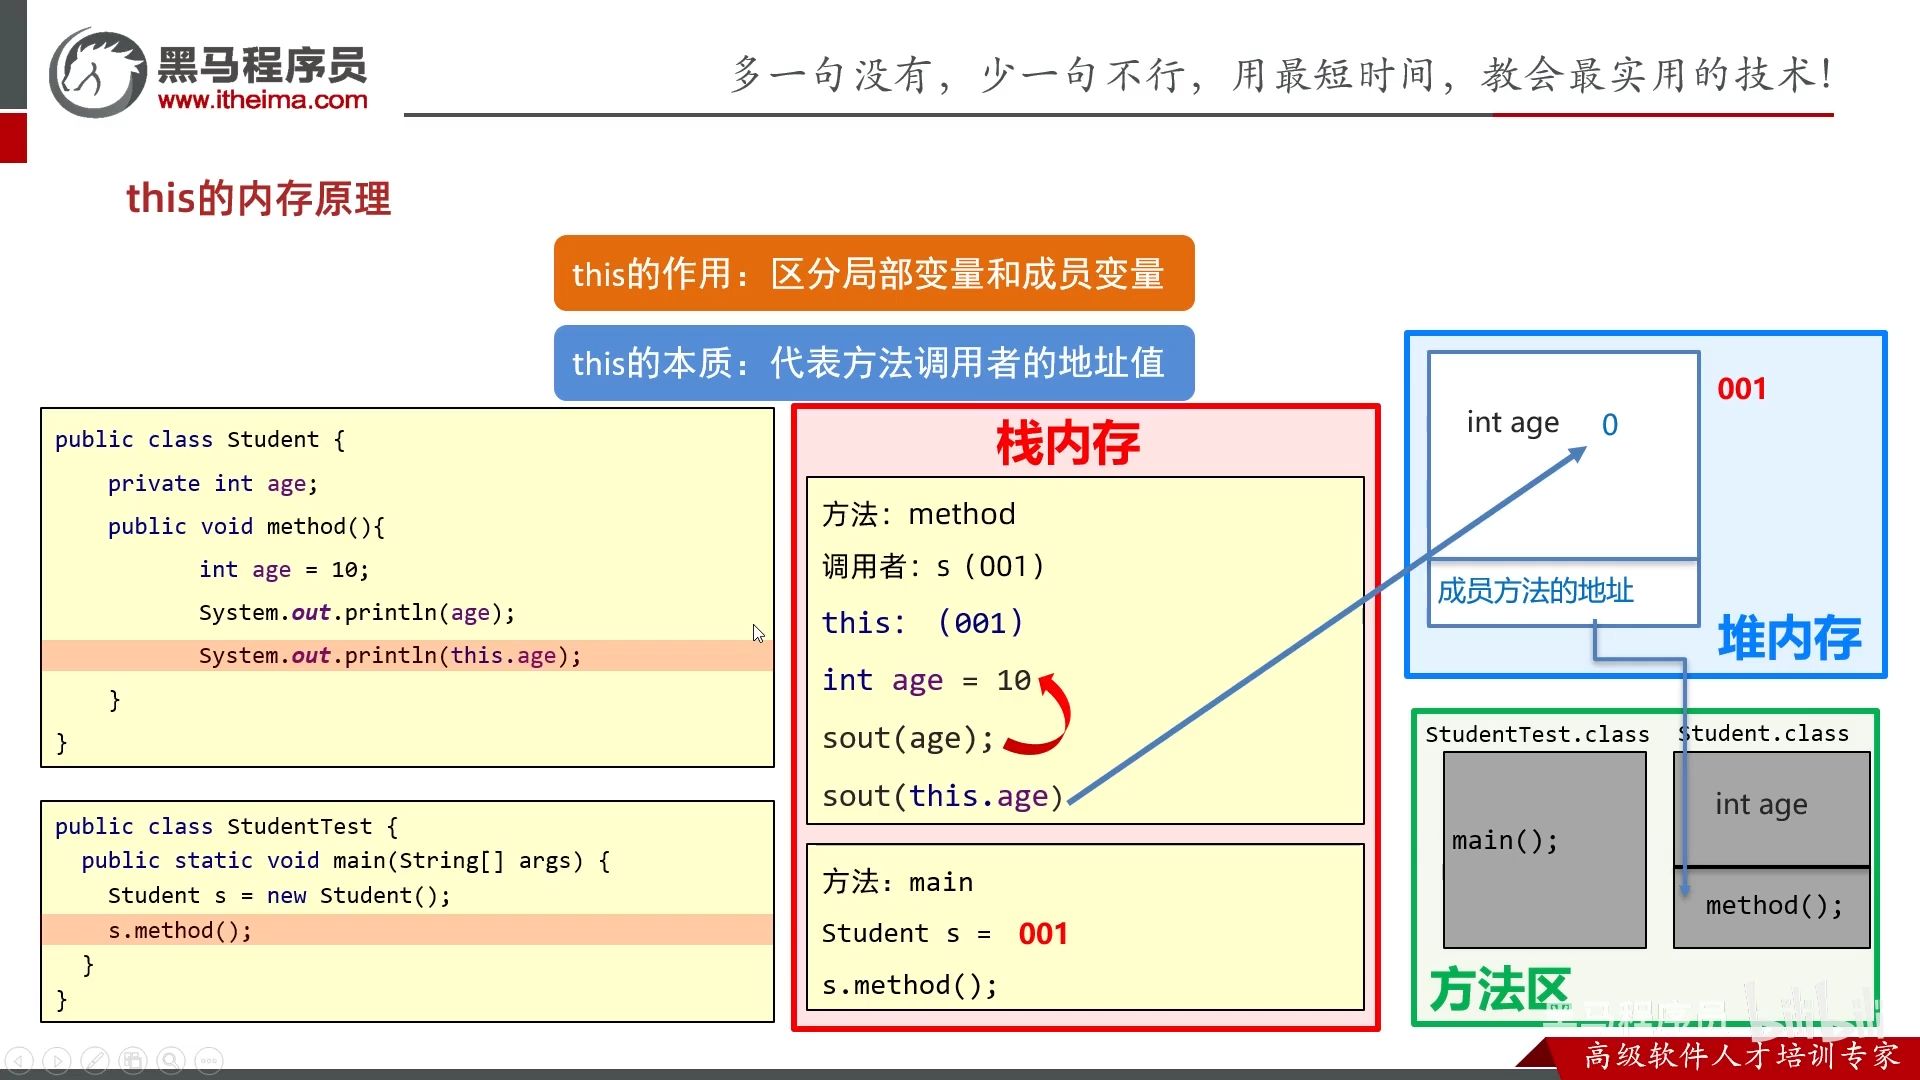 黑马程序员
www.itheima.com
多一句没有，少一句不行，用最短时间，教会最实用的技术！
this的内存原理
this的作用：区分局部变量和成员变量
this的本质：代表方法调用者的地址值
public class Student {
private int age;
public void method(){
int age = 10;
System.out.println(age);
System.out.println(this.age);
}
}
public class StudentTest {
public static void main(String[] args) {
Student s = new Student();
s.method();
}
}
栈内存
方法：method
调用者：s（001）
this：（001）
int age = 10
sout(age);
sout(this.age)
方法：main
Student s = 001
s.method();
001
int age 0
成员方法的地址
堆内存
StudentTest.class Student.class
main();
int age
method();
方法区
黑马程序员 bilibili
高级软件人才培训专家